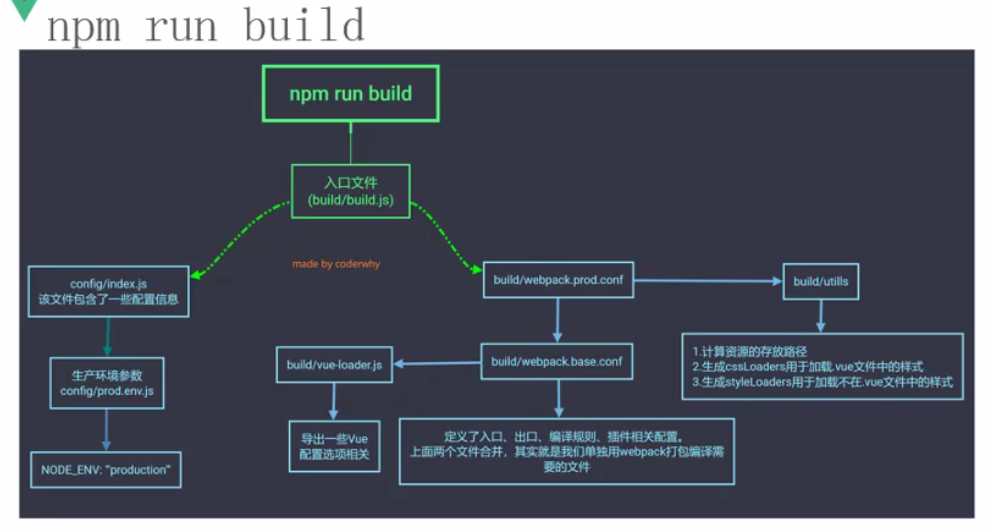 npm run build
npm run build
入口文件
(build/build.js)
made by coderwhy
config/index.js
该文件包含了一些配置信息
build/webpack.prod.conf
build/utills
生产环境参数
config/prod.env.js
build/vue-loader.js
build/webpack.base.conf
1.计算资源的存放路径
2.生成cssLoaders用于加载.vue文件中的样式
3.生成styleLoaders用于加载不在.vue文件中的样式
NODE_ENV: "production"
导出一些Vue
配置选项相关
定义了入口、出口、编译规则、插件相关配置。
上面两个文件合并，其实就是我们单独用webpack打包编译需
要的文件